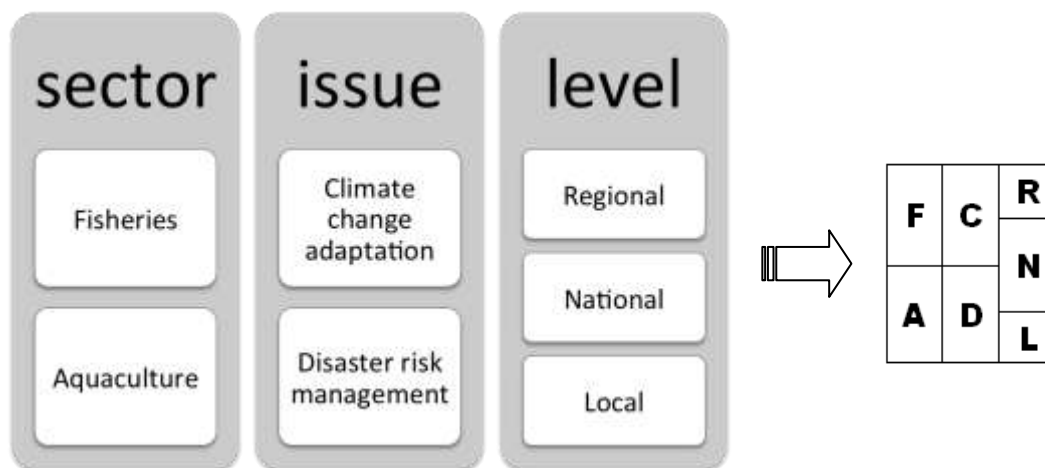 sector
Fisheries
Aquaculture
issue
Climate
change
adaptation
Disaster risk
management
level
Regional
National
Local
F
C
R
N
A
D
L